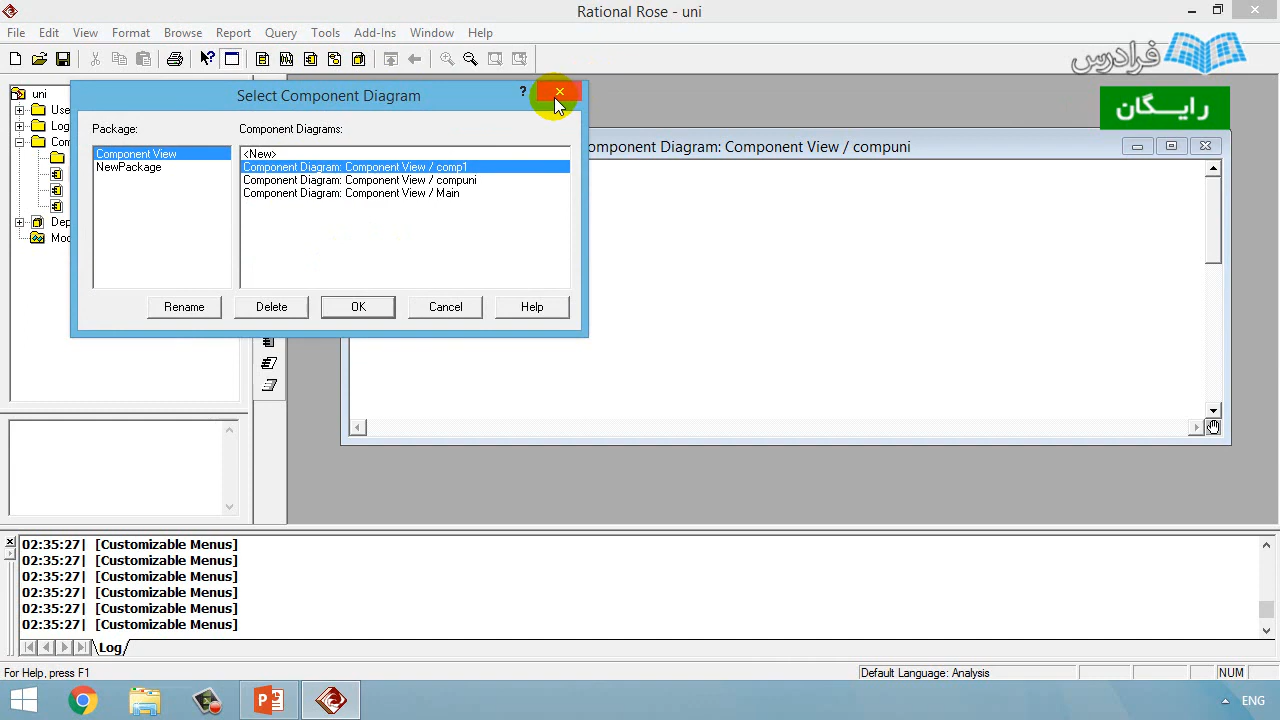 Rational Rose - uni
File Edit View Format Browse Report Query Tools Add-Ins Window Help
فرادرس
رایـــگان
uni
Use
Log
Com
Dep
Mod
Select Component Diagram
?
Package:
Component View
NewPackage
Component Diagrams:
<New>
Component Diagram: Component View / comp1
Component Diagram: Component View / compuni
Component Diagram: Component View / Main
Rename Delete OK Cancel Help
omponent Diagram: Component View / compuni
02:35:27| [Customizable Menus]
02:35:27| [Customizable Menus]
02:35:27| [Customizable Menus]
02:35:27| [Customizable Menus]
02:35:27| [Customizable Menus]
02:35:27| [Customizable Menus]
Log
For Help, press F1
Default Language: Analysis
NUM
ENG